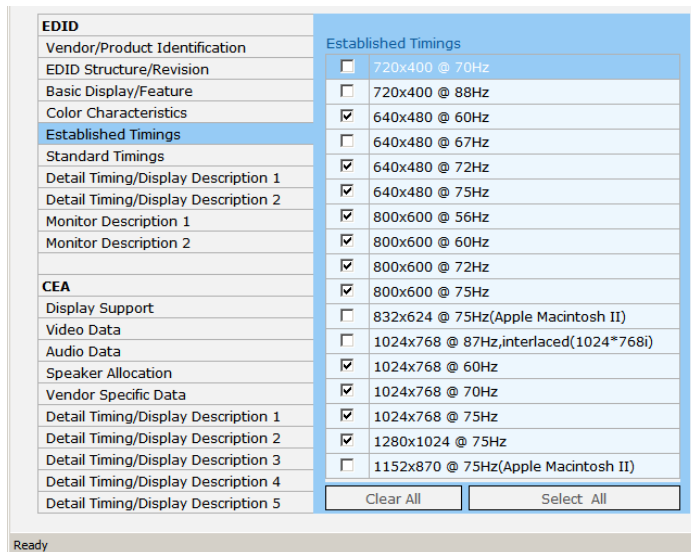 EDID
Vendor/Product Identification
EDID Structure/Revision
Basic Display/Feature
Color Characteristics
Established Timings
Standard Timings
Detail Timing/Display Description 1
Detail Timing/Display Description 2
Monitor Description 1
Monitor Description 2
CEA
Display Support
Video Data
Audio Data
Speaker Allocation
Vendor Specific Data
Detail Timing/Display Description 1
Detail Timing/Display Description 2
Detail Timing/Display Description 3
Detail Timing/Display Description 4
Detail Timing/Display Description 5
Established Timings
720x400 @ 70Hz
720x400 @ 88Hz
640x480 @ 60Hz
640x480 @ 67Hz
640x480 @ 72Hz
640x480 @ 75Hz
800x600 @ 56Hz
800x600 @ 60Hz
800x600 @ 72Hz
800x600 @ 75Hz
832x624 @ 75Hz(Apple Macintosh II)
1024x768 @ 87Hz,interlaced(1024*768i)
1024x768 @ 60Hz
1024x768 @ 70Hz
1024x768 @ 75Hz
1280x1024 @ 75Hz
1152x870 @ 75Hz(Apple Macintosh II)
Clear All
Select All
Ready